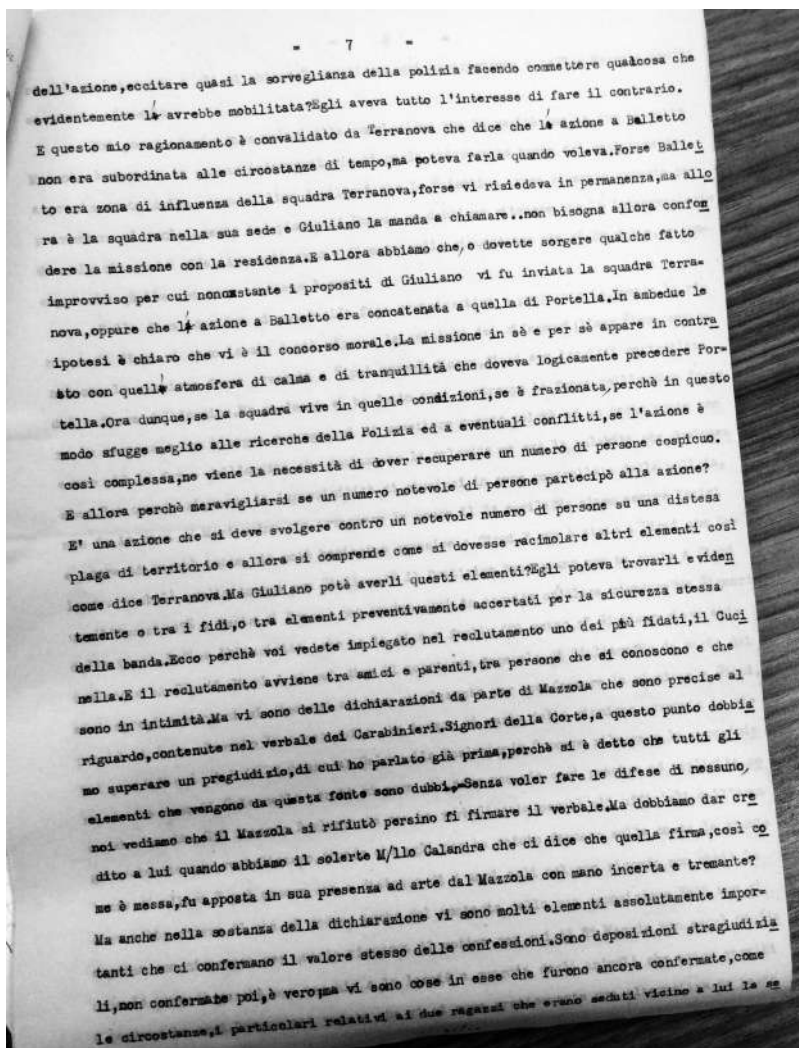 - 7 -
dell'azione,eccitare quasi la sorveglianza della polizia facendo commettere qualcosa che
evidentemente l' avrebbe mobilitata?Egli aveva tutto l'interesse di fare il contrario.
E questo mio ragionamento è convalidato da Terranova che dice che l' azione a Balletto
non era subordinata alle circostanze di tempo,ma poteva farla quando voleva.Forse Ballet
to era zona di influenza della squadra Terranova,forse vi risiedeva in permanenza,ma allo
ra è la squadra nella sua sede e Giuliano la manda a chiamare..non bisogna allora confon
dere la missione con la residenza.E allora abbiamo che,o dovette sorgere qualche fatto
improvviso per cui nonostante i propositi di Giuliano vi fu inviata la squadra Terra=
nova,oppure che l' azione a Balletto era concatenata a quella di Portella.In ambedue le
ipotesi è chiaro che vi è il concorso morale.La missione in sè e per sè appare in contra
sto con quell' atmosfera di calma e di tranquillità che doveva logicamente precedere Por=
tella.Ora dunque,se la squadra vive in quelle condizioni,se è frazionata,perchè in questo
modo sfugge meglio alle ricerche della Polizia ed a eventuali conflitti,se l'azione è
così complessa,ne viene la necessità di dover recuperare un numero di persone cospicuo.
E allora perchè meravigliarsi se un numero notevole di persone partecipò alla azione?
E' una azione che si deve svolgere contro un notevole numero di persone su una distesa
plaga di territorio e allora si comprende come si dovesse racimolare altri elementi così
come dice Terranova.Ma Giuliano potè averli questi elementi?Egli poteva trovarli eviden
temente o tra i fidi,o tra elementi preventivamente accertati per la sicurezza stessa
della banda.Ecco perchè voi vedete impiegato nel reclutamento uno dei più fidati,il Cuci
nella.E il reclutamento avviene tra amici e parenti,tra persone che si conoscono e che
sono in intimità.Ma vi sono delle dichiarazioni da parte di Mazzola che sono precise al
riguardo,contenute nel verbale dei Carabinieri.Signori della Corte,a questo punto dobbia
mo superare un pregiudizio,di cui ho parlato già prima,perchè si è detto che tutti gli
elementi che vengono da questa fonte sono dubbi.-Senza voler fare le difese di nessuno,
noi vediamo che il Mazzola si rifiutò persino fi firmare il verbale.Ma dobbiamo dar cre
dito a lui quando abbiamo il solerte M/llo Calandra che ci dice che quella firma,così co
me è messa,fu apposta in sua presenza ad arte dal Mazzola con mano incerta e tremante?
Ma anche nella sostanza della dichiarazione vi sono molti elementi assolutamente impor=
tanti che ci confermano il valore stesso delle confessioni.Sono deposizioni stragiudizia
li,non confermate poi,è vero;ma vi sono cose in esse che furono ancora confermate,come
le circostanze,i particolari relativi ai due ragazzi che erano seduti vicino a lui la se